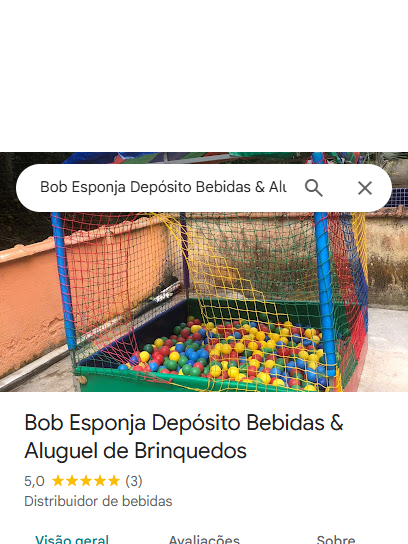 Bob Esponja Depósito Bebidas & Alu
Bob Esponja Depósito Bebidas &
Aluguel de Brinquedos
5,0 (3)
Distribuidor de bebidas
Visão geral Avaliações Sobre